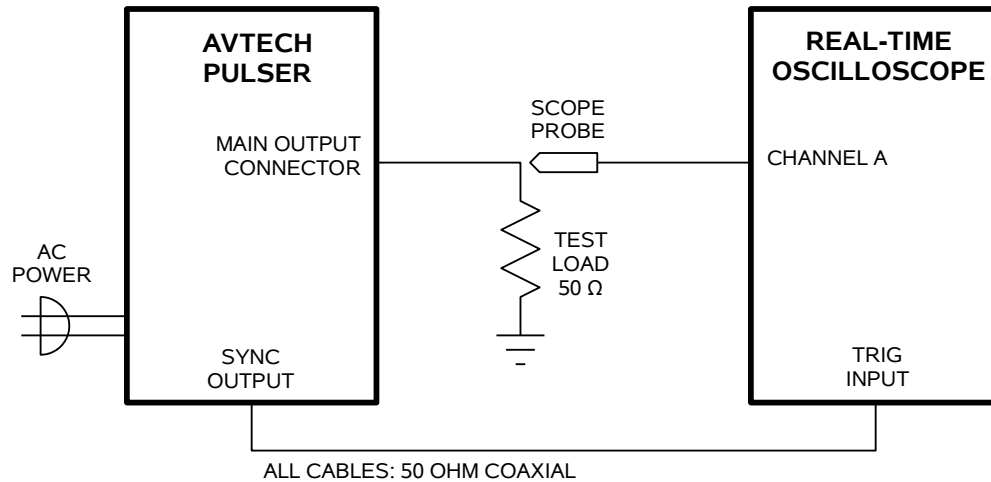 AVTECH
PULSER
REAL-TIME
OSCILLOSCOPE
SCOPE
PROBE
MAIN OUTPUT
CONNECTOR
CHANNEL A
TEST
LOAD
50 Ω
AC
POWER
SYNC
OUTPUT
TRIG
INPUT
ALL CABLES: 50 OHM COAXIAL